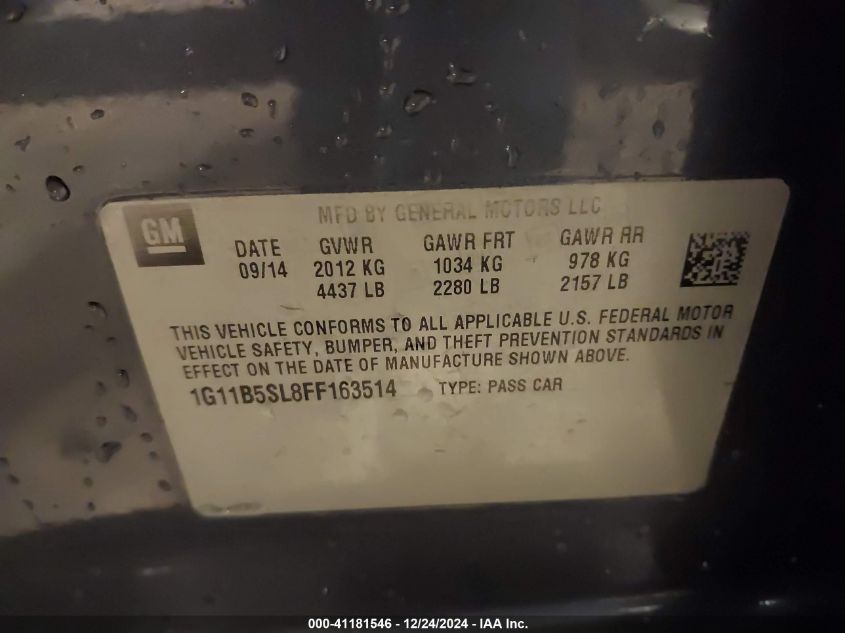 GM
MFD BY GENERAL MOTORS LLC
DATE GVWR GAWR FRT GAWR RR
09/14 2012 KG 1034 KG 978 KG
4437 LB 2280 LB 2157 LB
THIS VEHICLE CONFORMS TO ALL APPLICABLE U.S. FEDERAL MOTOR
VEHICLE SAFETY, BUMPER, AND THEFT PREVENTION STANDARDS IN
EFFECT ON THE DATE OF MANUFACTURE SHOWN ABOVE.
1G11B5SL8FF163514 TYPE: PASS CAR
000-41181546 - 12/24/2024 - IAA Inc.